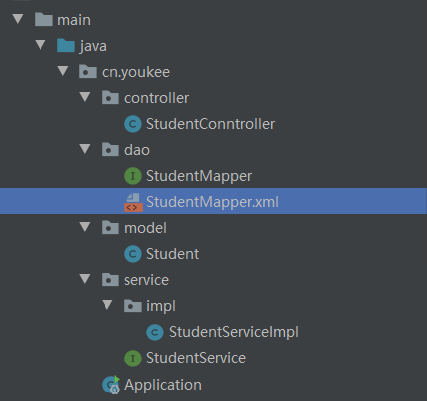 main
java
cn.youkee
controller
StudentConntroller
dao
StudentMapper
StudentMapper.xml
model
Student
service
impl
StudentServiceImpl
StudentService
Application